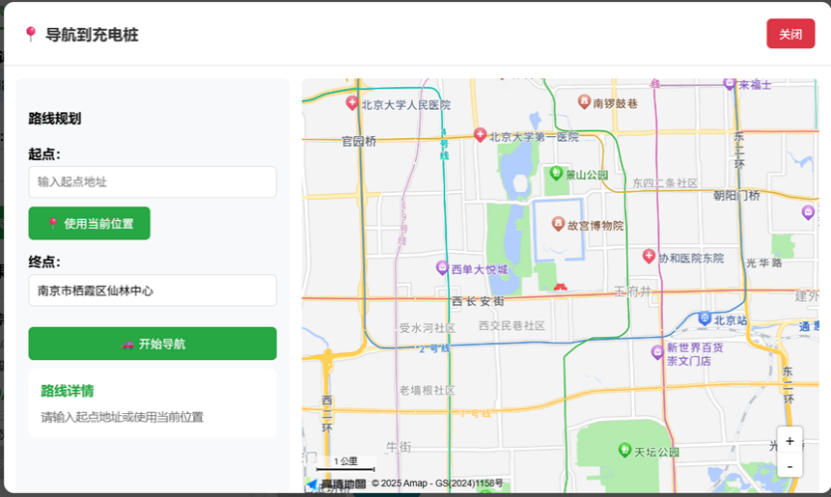 导航到充电桩
关闭
路线规划
起点：
输入起点地址
使用当前位置
终点：
南京市栖霞区仙林中心
开始导航
路线详情
请输入起点地址或使用当前位置
来福士
北京大学人民医院
南锣鼓巷
官园桥
4号线
北京大学第一医院
东二环
景山公园
东四二条社区
朝阳门桥
故宫博物院
西单大悦城
协和医院东院
光华路
王府井
建外
西长安街
受水河社区
西交民巷社区
北京站
通惠
2号线
新世界百货
崇文门店
老墙根社区
东二环
西二环
牛街
天坛公园
1 公里
+
-
高德地图 © 2025 Amap - GS(2024)1158号